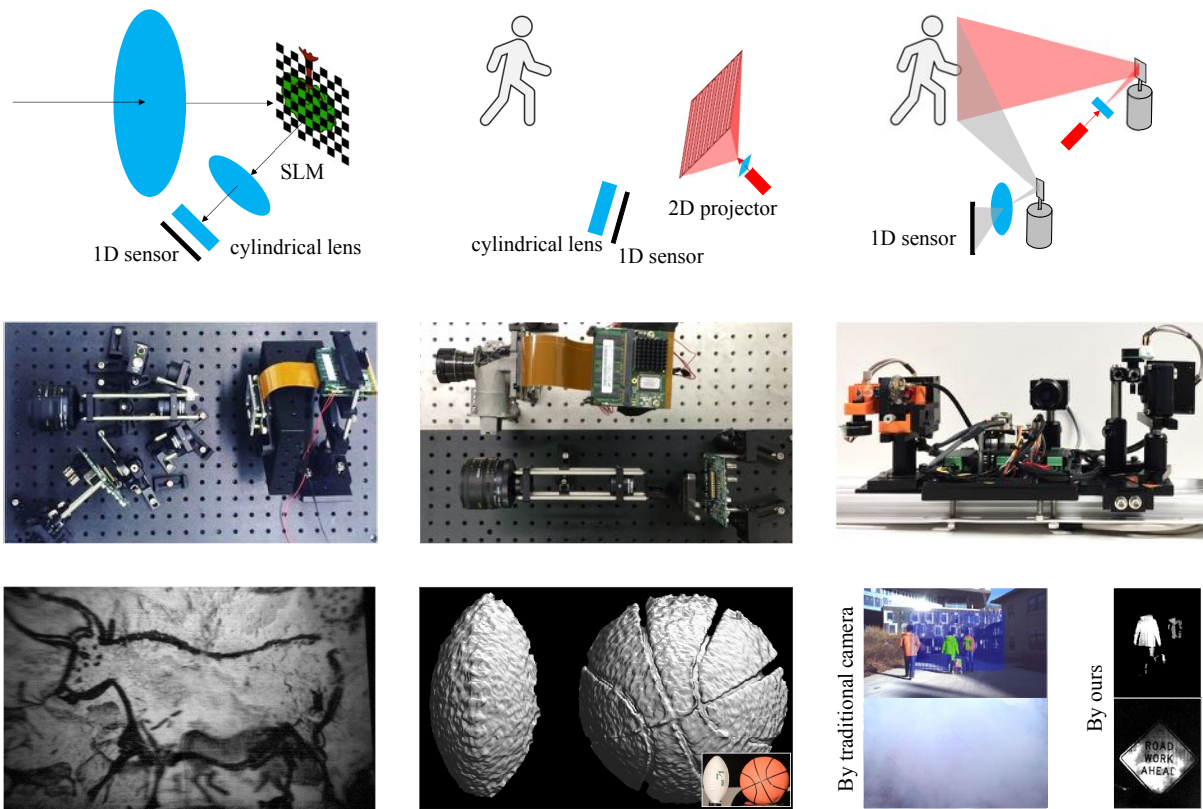 SLM
1D sensor
cylindrical lens
2D projector
cylindrical lens
1D sensor
1D sensor
By traditional camera
By ours
ROAD
WORK
AHEAD